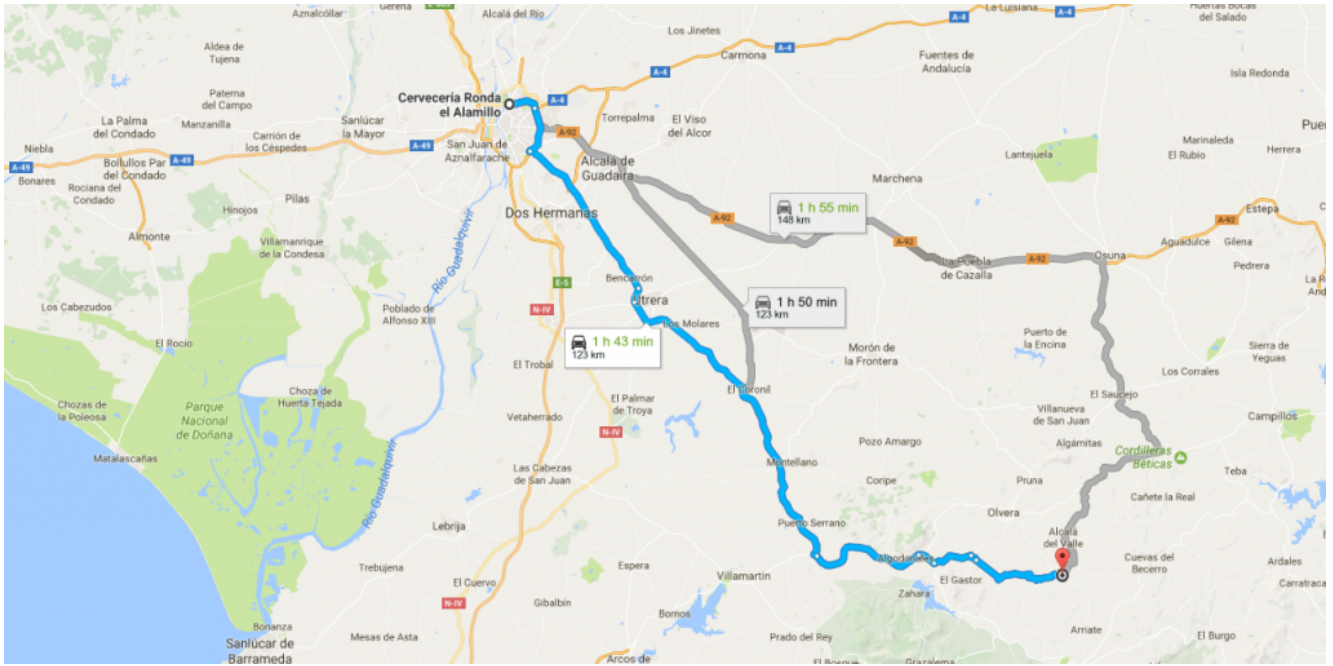 Aznalcóllar
Gerena
Alcalá del Río
La Luisiana
A-4
Huertas Bocas
del Salado
Los Jinetes
A-4
Carmona
Fuentes de
Andalucía
Aldea de
Tujena
A-4
Isla Redonda
Paterna
del Campo
Cervecería Ronda
el Alamillo
A-4
La Palma
del Condado
Manzanilla
Sanlúcar
la Mayor
Torrepalma
El Viso
del Alcor
Carrión de
los Céspedes
A-92
Niebla
A-49
San Juan de
Aznalfarache
Marinaleda
El Rubio
Herrera
Lantejuela
A-49
Bollullos Par
del Condado
A-49
Alcalá de
Guadaira
Bonares
Rociana del
Condado
Marchena
Hinojos
Pilas
Dos Hermanas
1 h 55 min
148 km
A-92
Estepa
A-92
Almonte
Villamanrique
de la Condesa
A-92
Aguadulce
Gilena
Osuna
La Puebla
de Cazalla
A-92
Pedrera
Río Guadalquivir
Bencarrón
E-5
Utrera
Los Cabezudos
Poblado de
Alfonso XIII
N-IV
1 h 50 min
123 km
Los Molares
El Rocío
1 h 43 min
123 km
Morón de
la Frontera
Puerto de
la Encina
Sierra de
Yeguas
El Trobal
Los Corrales
Choza de
Huerta Tejada
El Coronil
El Saucejo
Chozas de
la Poleosa
Parque
Nacional
de Doñana
El Palmar
de Troya
Vetaherrado
Villanueva
de San Juan
Campillos
N-IV
Pozo Amargo
Algámitas
Matalascañas
Cordilleras
Béticas
Montellano
Las Cabezas
de San Juan
Coripe
Pruna
Teba
Cañete la Real
Río Guadalquivir
Lebrija
Puerto Serrano
Olvera
Alcalá
del Valle
Algodonales
Cuevas del
Becerro
Ardales
Trebujena
Espera
Villamartín
El Gastor
Carratraca
El Cuervo
Zahara
N-IV
Gibalbín
Bornos
Bonanza
Mesas de Asta
Prado del Rey
Arriate
El Burgo
Sanlúcar de
Barrameda
Arcos de
El Bosque
Grazalema